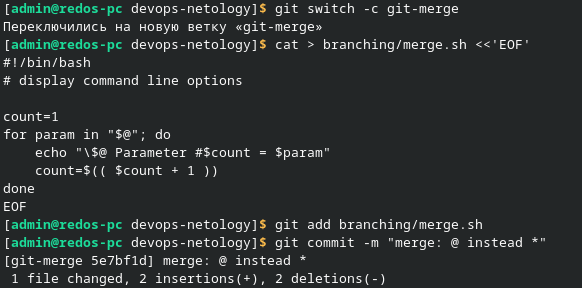 [admin@redos-pc devops-netology]$ git switch -c git-merge
Переключились на новую ветку «git-merge»
[admin@redos-pc devops-netology]$ cat > branching/merge.sh <<'EOF'
#!/bin/bash
# display command line options

count=1
for param in "$@"; do
    echo "\$@ Parameter #$count = $param"
    count=$(( $count + 1 ))
done
EOF
[admin@redos-pc devops-netology]$ git add branching/merge.sh
[admin@redos-pc devops-netology]$ git commit -m "merge: @ instead *"
[git-merge 5e7bf1d] merge: @ instead *
 1 file changed, 2 insertions(+), 2 deletions(-)